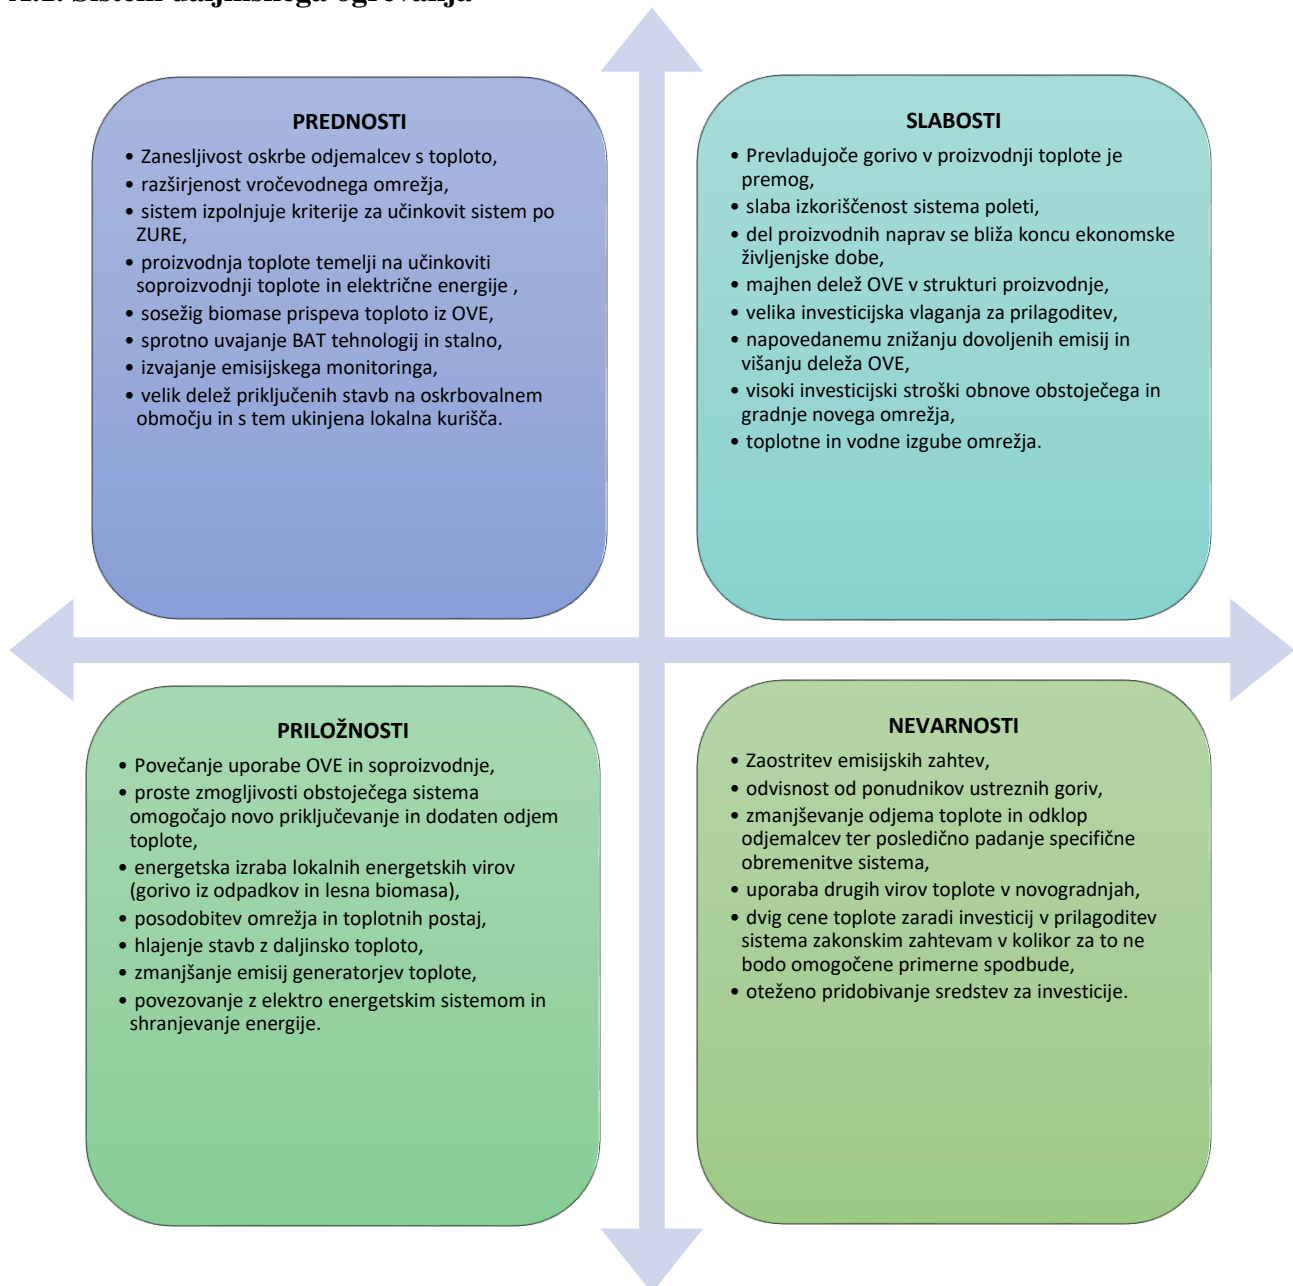 PREDNOSTI
• Zanesljivost oskrbe odjemalcev s toploto,
• razširjenost vročevodnega omrežja,
• sistem izpolnjuje kriterije za učinkovit sistem po
ZURE,
• proizvodnja toplote temelji na učinkoviti
soproizvodnji toplote in električne energije ,
• sosežig biomase prispeva toploto iz OVE,
• sprotno uvajanje BAT tehnologij in stalno,
• izvajanje emisijskega monitoringa,
• velik delež priključenih stavb na oskrbovalnem
območju in s tem ukinjena lokalna kurišča.
SLABOSTI
• Prevladujoče gorivo v proizvodnji toplote je
premog,
• slaba izkoriščenost sistema poleti,
• del proizvodnih naprav se bliža koncu ekonomske
življenjske dobe,
• majhen delež OVE v strukturi proizvodnje,
• velika investicijska vlaganja za prilagoditev,
• napovedanemu znižanju dovoljenih emisij in
višanju deleža OVE,
• visoki investicijski stroški obnove obstoječega in
gradnje novega omrežja,
• toplotne in vodne izgube omrežja.
PRILOŽNOSTI
• Povečanje uporabe OVE in soproizvodnje,
• proste zmogljivosti obstoječega sistema
omogočajo novo priključevanje in dodaten odjem
toplote,
• energetska izraba lokalnih energetskih virov
(gorivo iz odpadkov in lesna biomasa),
• posodobitev omrežja in toplotnih postaj,
• hlajenje stavb z daljinsko toploto,
• zmanjšanje emisij generatorjev toplote,
• povezovanje z elektro energetskim sistemom in
shranjevanje energije.
NEVARNOSTI
• Zaostritev emisijskih zahtev,
• odvisnost od ponudnikov ustreznih goriv,
• zmanjševanje odjema toplote in odklop
odjemalcev ter posledično padanje specifične
obremenitve sistema,
• uporaba drugih virov toplote v novogradnjah,
• dvig cene toplote zaradi investicij v prilagoditev
sistema zakonskim zahtevam v kolikor za to ne
bodo omogočene primerne spodbude,
• oteženo pridobivanje sredstev za investicije.